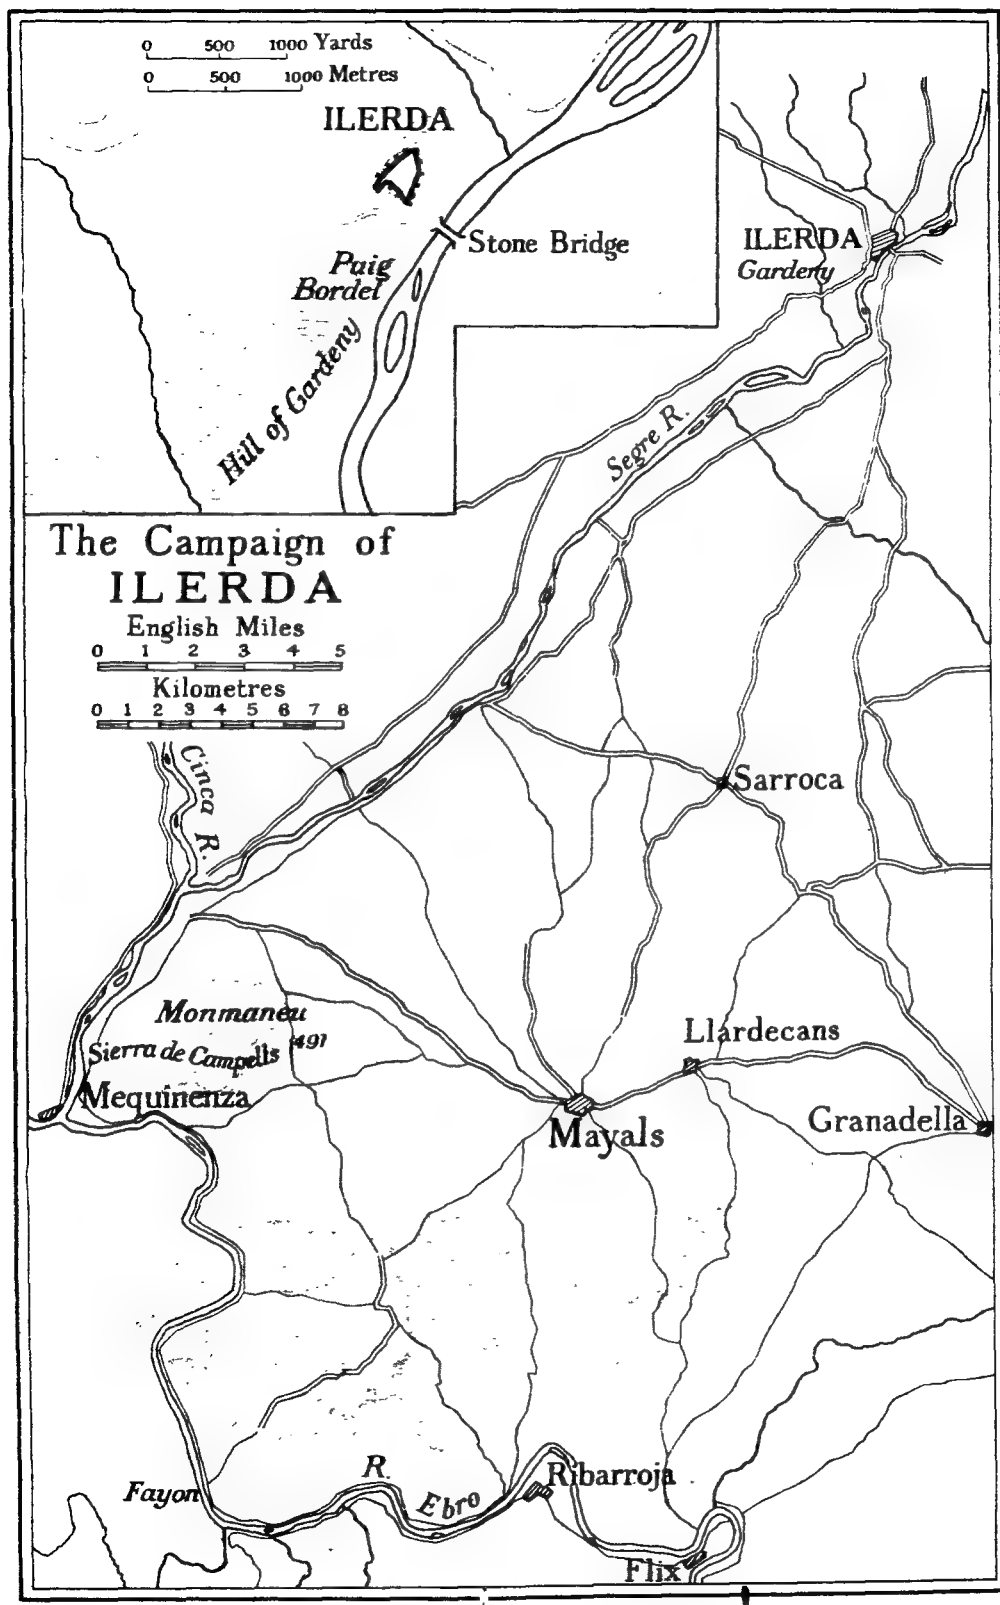 0 500 1000 Yards
0 500 1000 Metres
ILERDA
Stone Bridge
Puig
Bordel
Hill of Gardeny
ILERDA
Gardeny
Segre R.
The Campaign of
ILERDA
English Miles
0 1 2 3 4 5
Kilometres
0 1 2 3 4 5 6 7 8
Cinca R.
Sarroca
Monmaneu
Sierra de Campells 1491
Mequinenza
Llardecans
Granadella
Mayals
Fayon
R. Ebro
Ribarroja
Flix